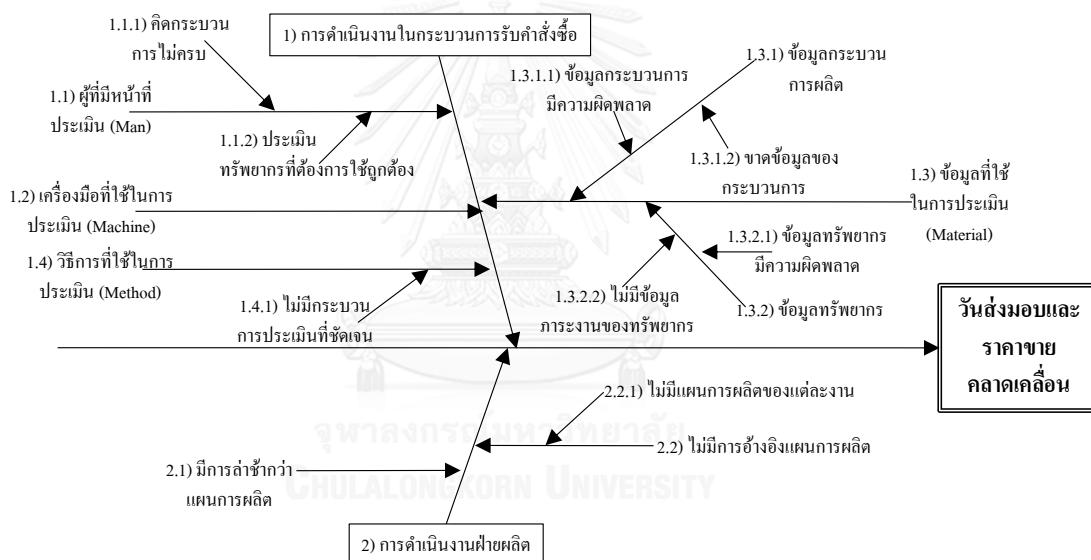 1.1.1) คิดกระบวน
การไม่ครบ
1) การดำเนินงานในกระบวนการรับคำสั่งซื้อ
1.3.1) ข้อมูลกระบวน
การผลิต
1.3.1.1) ข้อมูลกระบวนการ
มีความผิดพลาด
1.1) ผู้ที่มีหน้าที่
ประเมิน (Man)
1.1.2) ประเมิน
ทรัพยากรที่ต้องการใช้ถูกต้อง
1.3.1.2) ขาดข้อมูลของ
กระบวนการ
1.2) เครื่องมือที่ใช้ในการ
ประเมิน (Machine)
1.3) ข้อมูลที่ใช้
ในการประเมิน
(Material)
1.3.2.1) ข้อมูลทรัพยากร
มีความผิดพลาด
1.4) วิธีการที่ใช้ในการ
ประเมิน (Method)
1.4.1) ไม่มีกระบวน
การประเมินที่ชัดเจน
1.3.2.2) ไม่มีข้อมูล
ภาระงานของทรัพยากร
1.3.2) ข้อมูลทรัพยากร
วันส่งมอบและ
ราคาขาย
คลาดเคลื่อน
2.2.1) ไม่มีแผนการผลิตของแต่ละงาน
จุฬาลงกรณ์มหาวิทยาลัย
2.2) ไม่มีการอ้างอิงแผนการผลิต
2.1) มีการล่าช้ากว่า
แผนการผลิต
CHULALONGKORN UNIVERSITY
2) การดำเนินงานฝ่ายผลิต